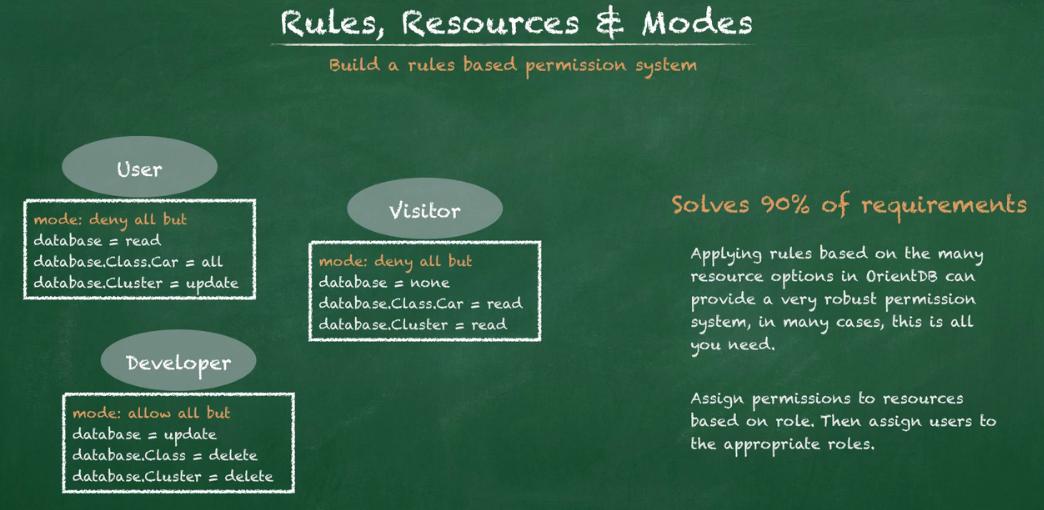 Rules, Resources & Modes
Build a rules based permission system
User
mode: deny all but
database = read
database.Class.Car = all
database.Cluster = update
Visitor
mode: deny all but
database = none
database.Class.Car = read
database.Cluster = read
Developer
mode: allow all but
database = update
database.Class = delete
database.Cluster = delete
Solves 90% of requirements
Applying rules based on the many
resource options in OrientDB can
provide a very robust permission
system, in many cases, this is all
you need.
Assign permissions to resources
based on role. Then assign users to
the appropriate roles.